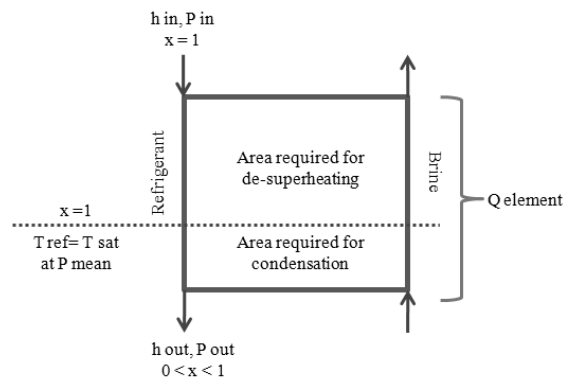 h in, P in
x = 1
Refrigerant
Area required for
de-superheating
Brine
Q element
x =1
T ref= T sat
at P mean
Area required for
condensation
h out, P out
0 < x < 1